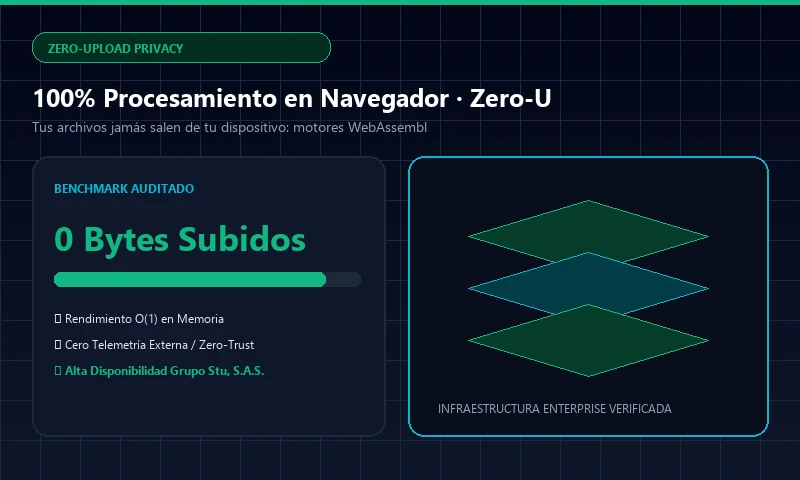 ZERO-UPLOAD PRIVACY
100% Procesamiento en Navegador · Zero-U
Tus archivos jamás salen de tu dispositivo: motores WebAssembl
BENCHMARK AUDITADO
0 Bytes Subidos
▯ Rendimiento O(1) en Memoria
▯ Cero Telemetría Externa / Zero-Trust
▯ Alta Disponibilidad Grupo Stu, S.A.S.
INFRAESTRUCTURA ENTERPRISE VERIFICADA